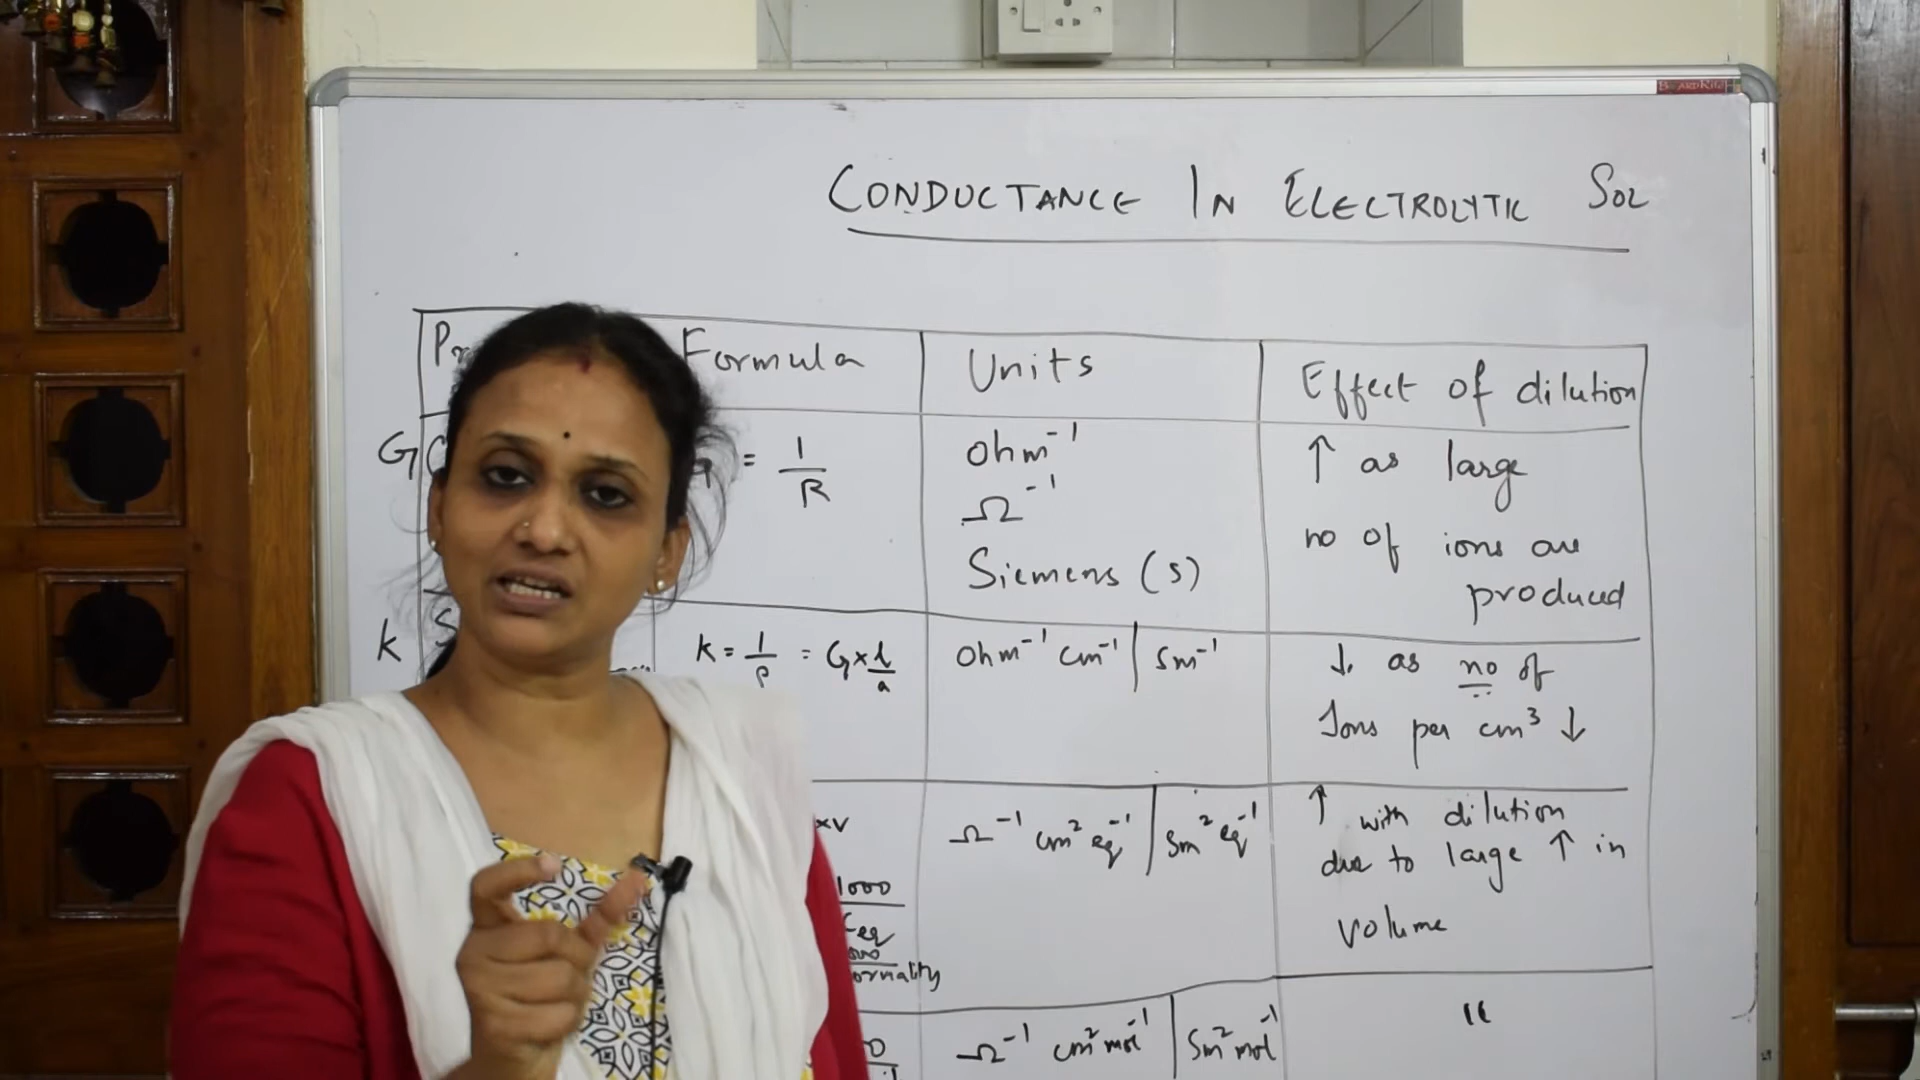 BOARDRITE
CONDUCTANCE IN ELECTROLYTIC SOL
Formula Units Effect of dilution
G = 1/R ohm⁻¹ ↑ as large
Ω⁻¹ no of ions are
Siemens (S) produced
K K = 1/ρ = G × l/a Ohm⁻¹ cm⁻¹ | Sm⁻¹ ↓ as no of
Ions per cm³ ↓
×V Ω⁻¹ cm² eq⁻¹ | Sm² eq⁻¹ ↑ with dilution
due to large ↑ in
1000 volume
Ω⁻¹ cm² mol⁻¹ | Sm² mol⁻¹ "